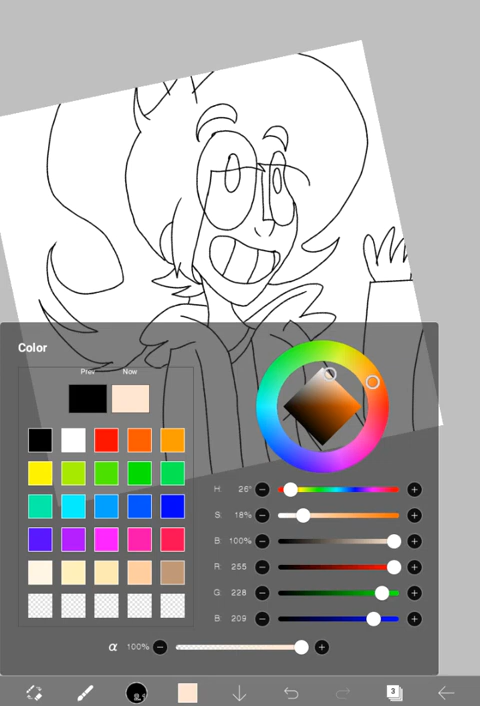 Color
Prev Now
H: 26°
S: 18%
B: 100%
R: 255
G: 228
B: 209
α 100%
3